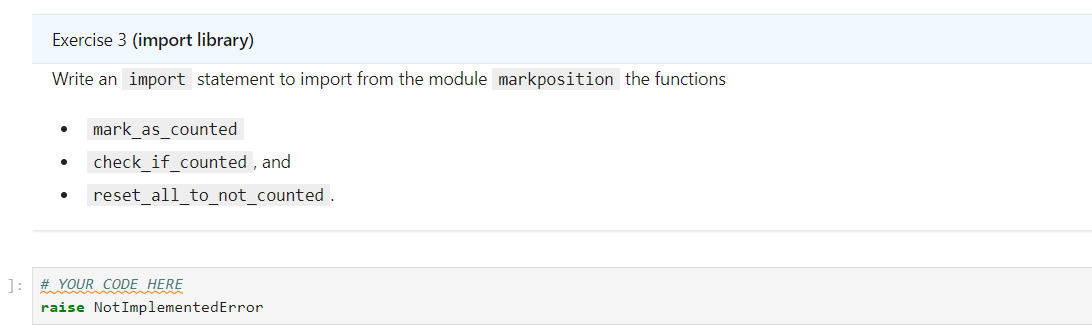 Exercise 3 (import library)
Write an import statement to import from the module markposition the functions
• mark_as_counted
• check_if_counted , and
• reset_all_to_not_counted .
]: # YOUR CODE HERE
raise NotImplementedError